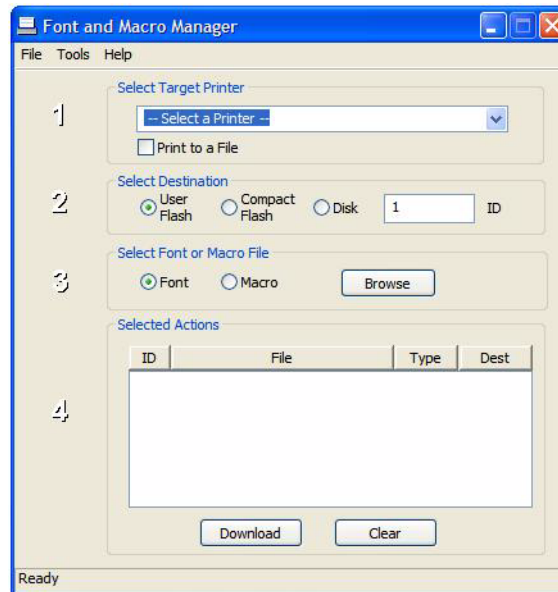 Font and Macro Manager
File Tools Help
1
Select Target Printer
-- Select a Printer --
Print to a File
2
Select Destination
User Flash
Compact Flash
Disk
1
ID
3
Select Font or Macro File
Font
Macro
Browse
4
Selected Actions
ID File Type Dest
Download
Clear
Ready